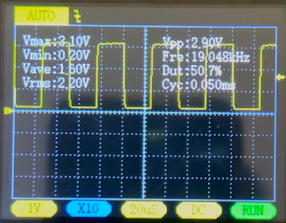 AUTO
Vmax:3.10V
Vmin:0.20V
Vave:1.60V
Vrms:2.20V
Vpp:2.90V
Fre:19.048kHz
Dut:50.7%
Cyc:0.050ms
1V
X10
20uS
DC
RUN